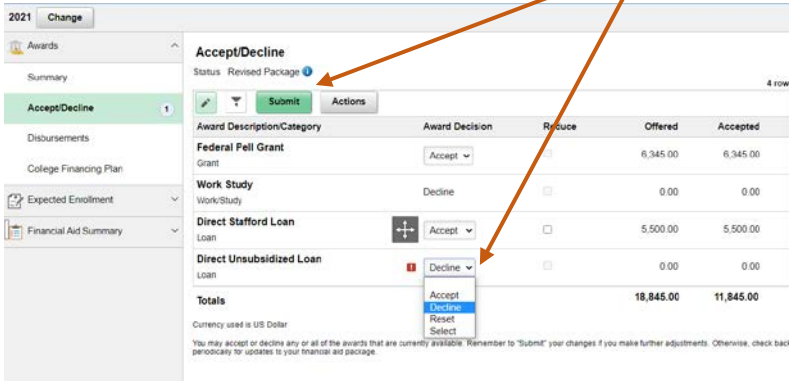 2021 Change
Awards
Summary
Accept/Decline 1
Disbursements
College Financing Plan
Expected Enrollment
Financial Aid Summary
Accept/Decline
Status Revised Package
4 row
Submit Actions
Award Description/Category Award Decision Reduce Offered Accepted
Federal Pell Grant
Grant
Accept 6,345.00 6,345.00
Work Study
Work/Study
Decline 0.00 0.00
Direct Stafford Loan
Loan
Accept 5,500.00 5,500.00
Direct Unsubsidized Loan
Loan
Decline 0.00 0.00
Accept
Decline
Reset
Select
Totals 18,845.00 11,845.00
Currency used is US Dollar
You may accept or decline any or all of the awards that are currently available. Remember to "Submit" your changes if you make further adjustments. Otherwise, check back
periodically for updates to your financial aid package.